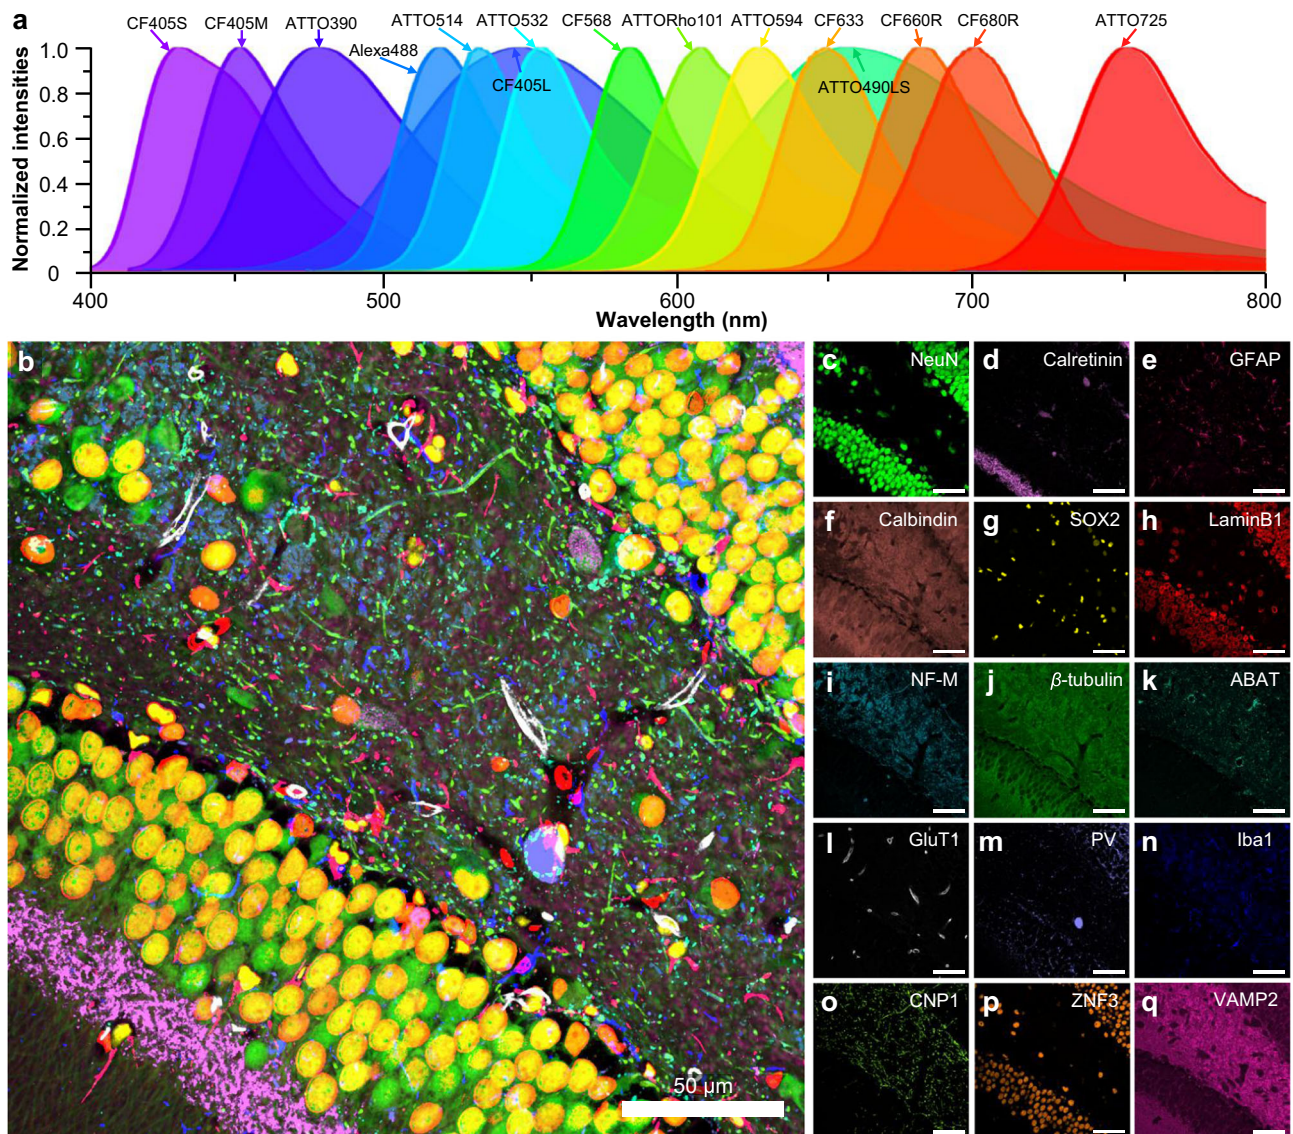 a
CF405S CF405M ATTO390 ATTO514 ATTO532 CF568 ATTORho101 ATTO594 CF633 CF660R CF680R ATTO725
Alexa488
CF405L
ATTO490LS
Normalized intensities
1.0
0.8
0.6
0.4
0.2
0
400 500 600 700 800
Wavelength (nm)
b
50 μm
c NeuN
d Calretinin
e GFAP
f Calbindin
g SOX2
h LaminB1
i NF-M
j β-tubulin
k ABAT
l GluT1
m PV
n Iba1
o CNP1
p ZNF3
q VAMP2